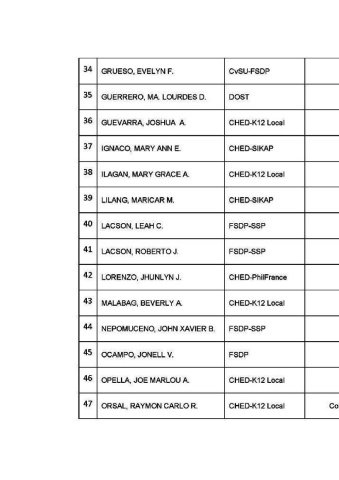 34 GRUESO, EVELYN F. CvSU-FSDP
35 GUERRERO, MA. LOURDES D. DOST
36 GUEVARRA, JOSHUA A. CHED-K12 Local
37 IGNACO, MARY ANN E. CHED-SIKAP
38 ILAGAN, MARY GRACE A. CHED-K12 Local
39 LILANG, MARICAR M. CHED-SIKAP
40 LACSON, LEAH C. FSDP-SSP
41 LACSON, ROBERTO J. FSDP-SSP
42 LORENZO, JHUNLYN J. CHED-PhilFrance
43 MALABAG, BEVERLY A. CHED-K12 Local
44 NEPOMUCENO, JOHN XAVIER B. FSDP-SSP
45 OCAMPO, JONELL V. FSDP
46 OPELLA, JOE MARLOU A. CHED-K12 Local
47 ORSAL, RAYMON CARLO R. CHED-K12 Local Co